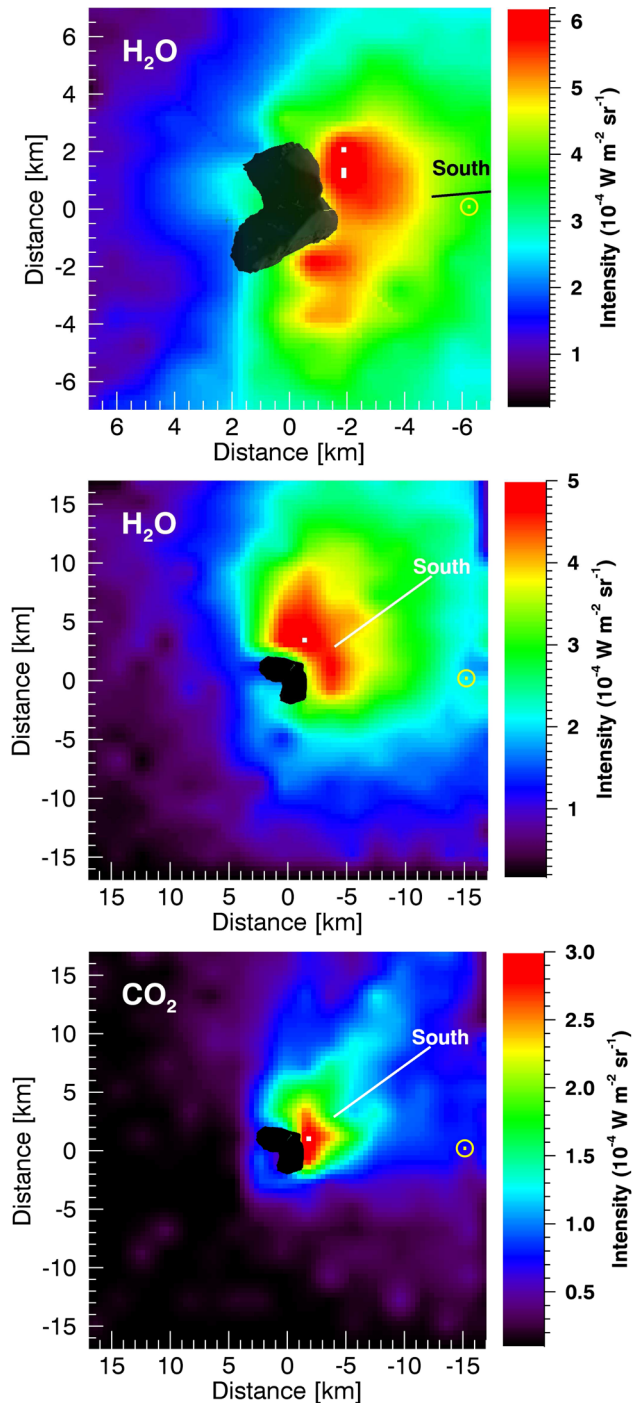 H₂O
6
4
2
0
-2
-4
-6
Distance [km]
6 4 2 0 -2 -4 -6
Distance [km]
South
6
5
4
3
2
1
Intensity (10⁻⁴ W m⁻² sr⁻¹)
H₂O
15
10
5
0
-5
-10
-15
Distance [km]
15 10 5 0 -5 -10 -15
Distance [km]
South
5
4
3
2
1
Intensity (10⁻⁴ W m⁻² sr⁻¹)
CO₂
15
10
5
0
-5
-10
-15
Distance [km]
15 10 5 0 -5 -10 -15
Distance [km]
South
3.0
2.5
2.0
1.5
1.0
0.5
Intensity (10⁻⁴ W m⁻² sr⁻¹)